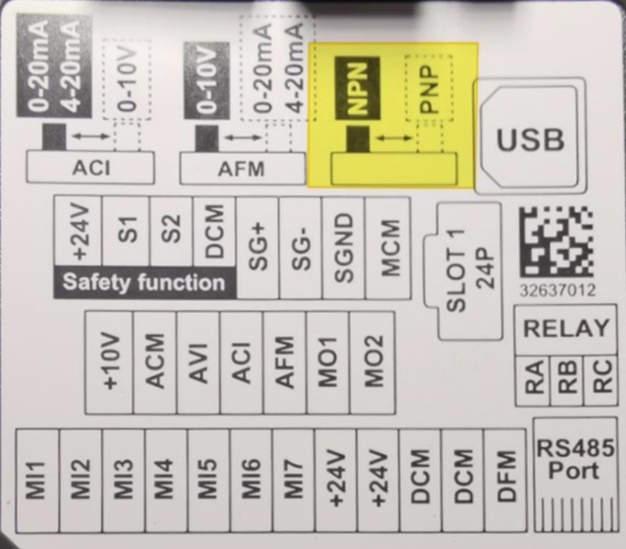 0-20mA
4-20mA
0-10V
ACI
0-10V
0-20mA
4-20mA
AFM
NPN
PNP
USB
+24V
S1
S2
DCM
SG+
SG-
SGND
MCM
Safety function
SLOT 1
24P
32637012
+10V
ACM
AVI
ACI
AFM
MO1
MO2
RELAY
RA
RB
RC
MI1
MI2
MI3
MI4
MI5
MI6
MI7
+24V
+24V
DCM
DCM
DFM
RS485
Port